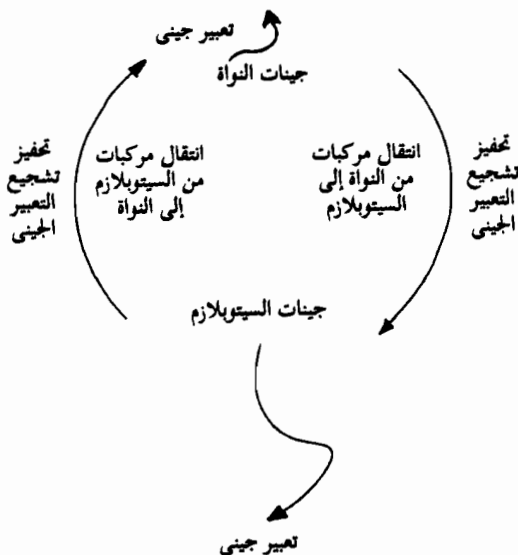 تعبير جينى
جينات النواة
تحفيز
تشجيع
التعبير
الجينى
انتقال مركبات
من النواة إلى
السيتوبلازم
انتقال مركبات
من السيتوبلازم
إلى النواة
تحفيز
تشجيع
التعبير
الجينى
جينات السيتوبلازم
تعبير جينى